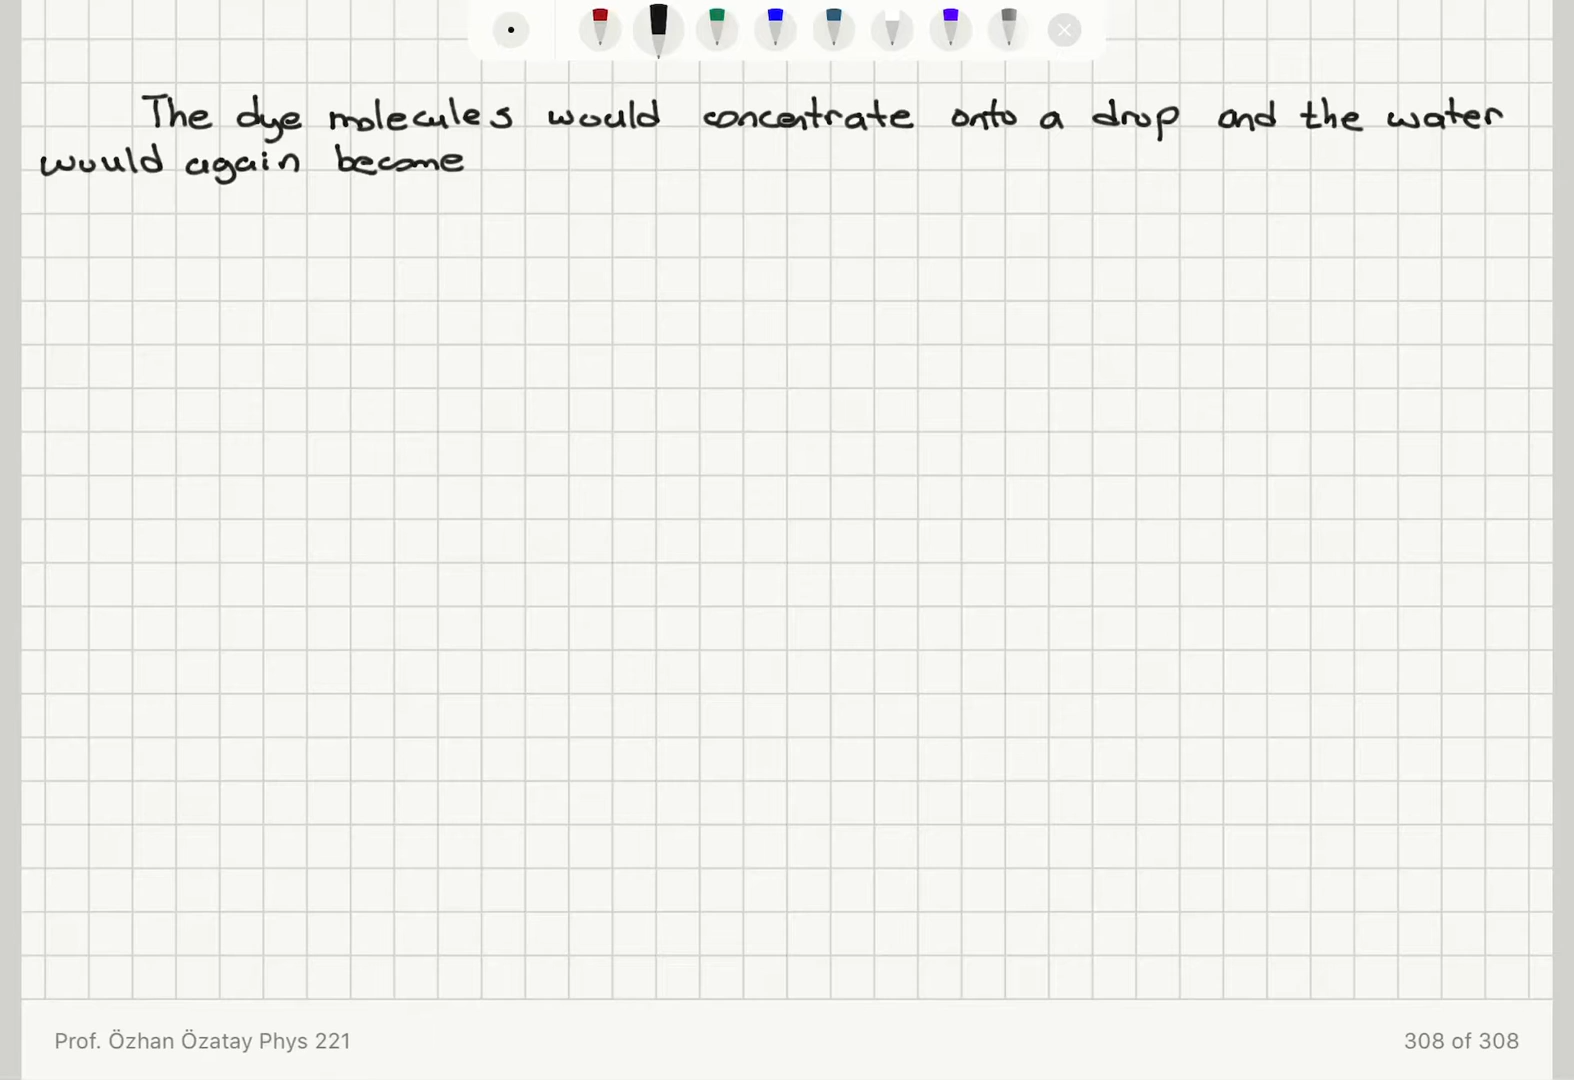 The dye molecules would concentrate onto a drop and the water
would again become
Prof. Özhan Özatay Phys 221
308 of 308